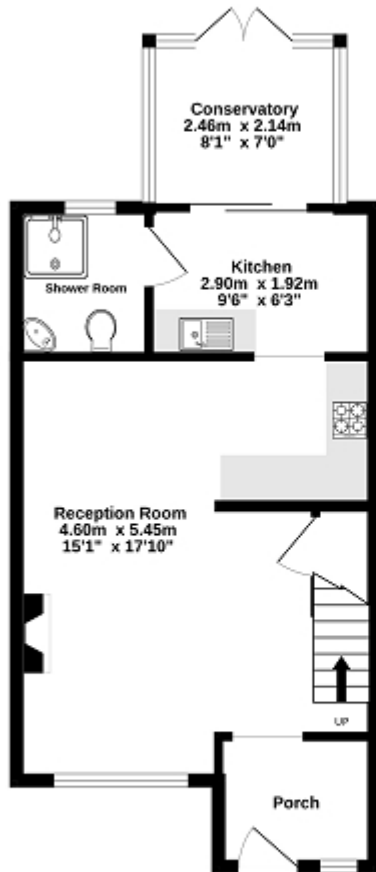 Conservatory
2.46m x 2.14m
8'1" x 7'0"
Kitchen
2.90m x 1.92m
9'6" x 6'3"
Shower Room
Reception Room
4.60m x 5.45m
15'1" x 17'10"
UP
Porch